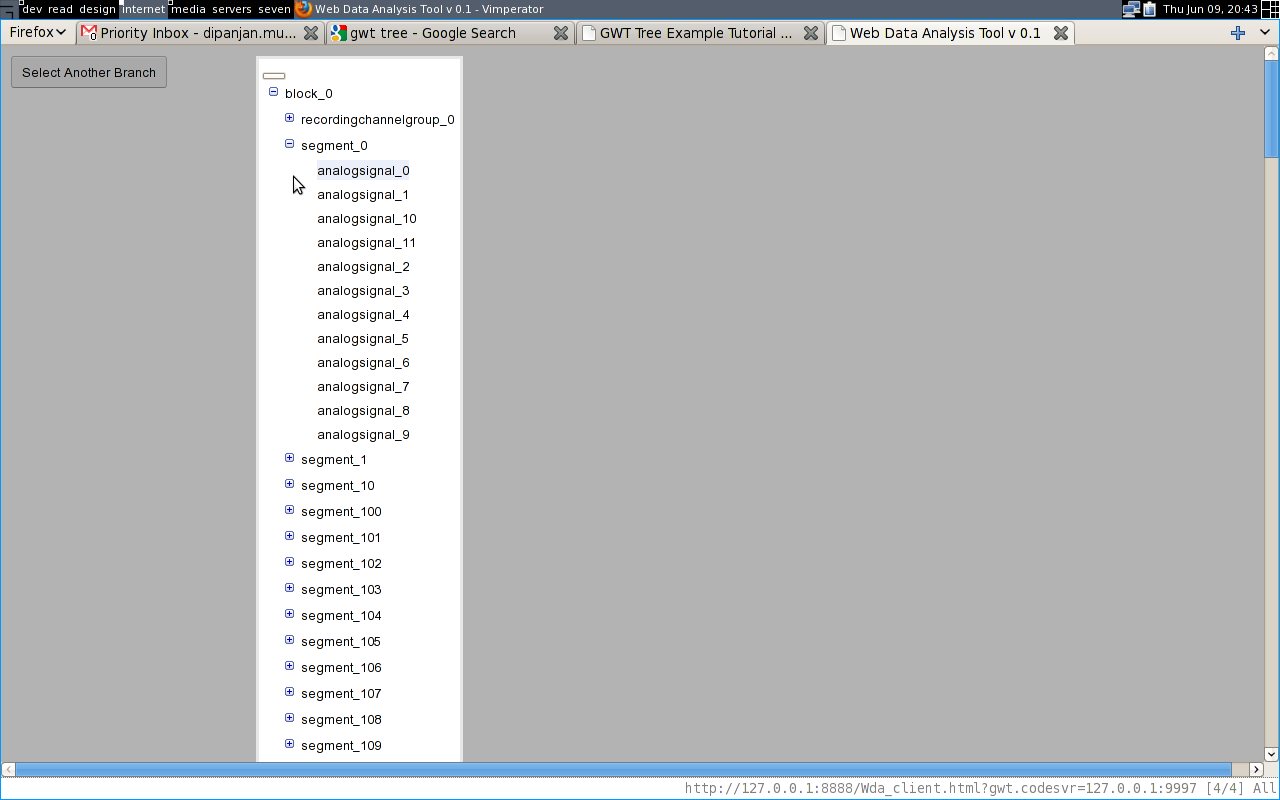 dev read design internet media servers seven Web Data Analysis Tool v 0.1 - Vimperator Thu Jun 09, 20:43
Firefox Priority Inbox - dipanjan.mu... gwt tree - Google Search GWT Tree Example Tutorial ... Web Data Analysis Tool v 0.1
Select Another Branch
block_0
recordingchannelgroup_0
segment_0
analogsignal_0
analogsignal_1
analogsignal_10
analogsignal_11
analogsignal_2
analogsignal_3
analogsignal_4
analogsignal_5
analogsignal_6
analogsignal_7
analogsignal_8
analogsignal_9
segment_1
segment_10
segment_100
segment_101
segment_102
segment_103
segment_104
segment_105
segment_106
segment_107
segment_108
segment_109
http://127.0.0.1:8888/Wda_client.html?gwt.codesvr=127.0.0.1:9997 [4/4] All